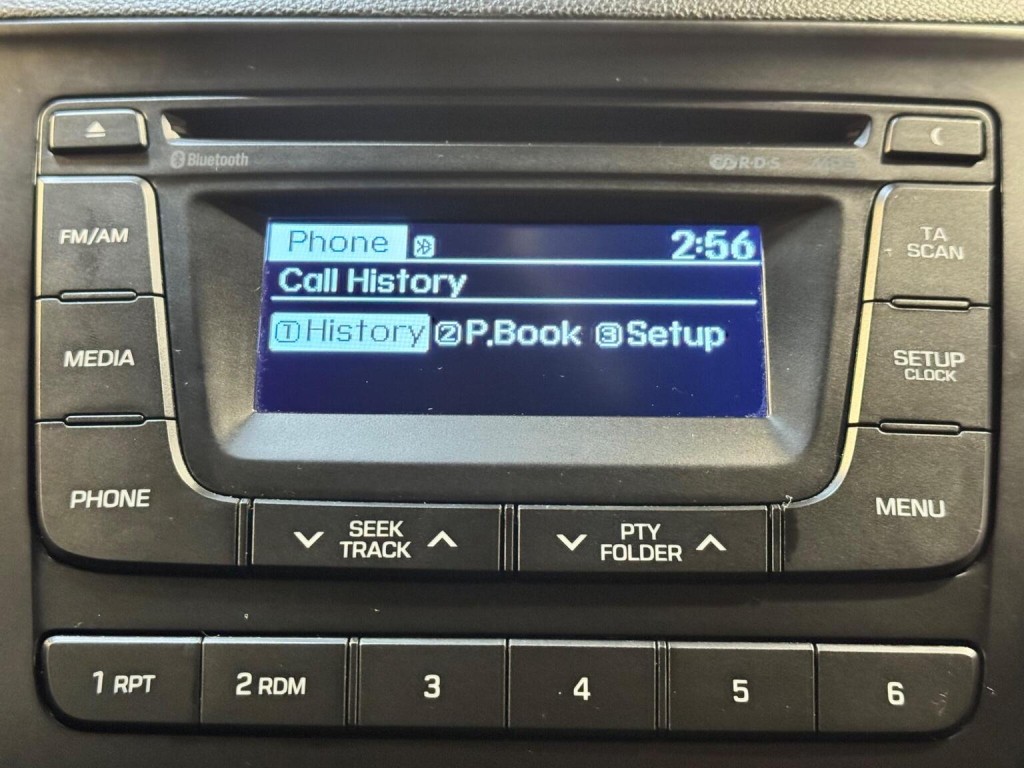 Bluetooth
R·D·S
FM/AM
TA
SCAN
Phone 2:56
Call History
1 History 2 P.Book 3 Setup
MEDIA
SETUP
CLOCK
PHONE
MENU
SEEK
TRACK
PTY
FOLDER
1 RPT
2 RDM
3
4
5
6